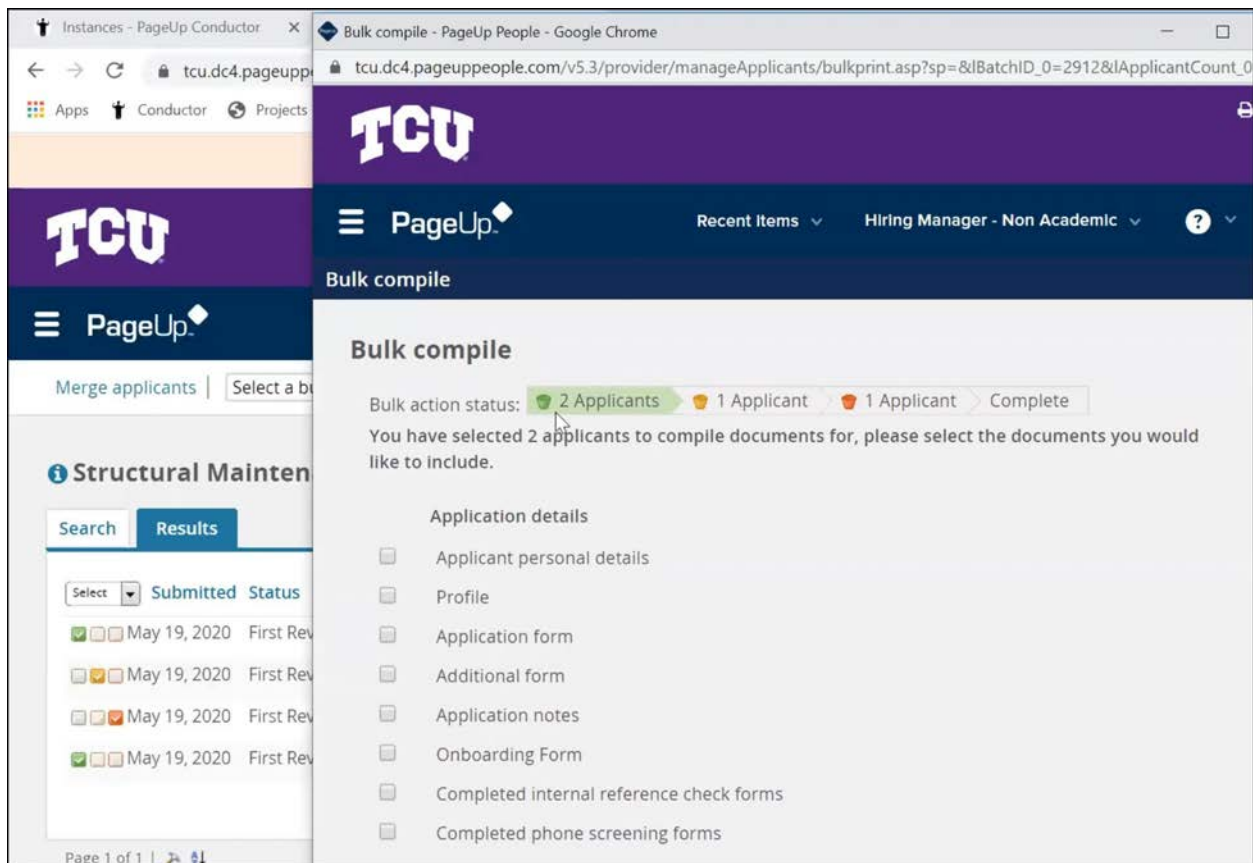 Instances - PageUp Conductor
tcu.dc4.pageuppe
Apps Conductor Projects
TCU
PageUp
Merge applicants Select a bu
Structural Mainten
Search Results
Select Submitted Status
May 19, 2020 First Rev
May 19, 2020 First Rev
May 19, 2020 First Rev
May 19, 2020 First Rev
Page 1 of 1
Bulk compile - PageUp People - Google Chrome
tcu.dc4.pageuppeople.com/v5.3/provider/manageApplicants/bulkprint.asp?sp=&lBatchID_0=2912&lApplicantCount_0
TCU
PageUp Recent Items Hiring Manager - Non Academic ?
Bulk compile
Bulk compile
Bulk action status: 2 Applicants 1 Applicant 1 Applicant Complete
You have selected 2 applicants to compile documents for, please select the documents you would
like to include.
Application details
Applicant personal details
Profile
Application form
Additional form
Application notes
Onboarding Form
Completed internal reference check forms
Completed phone screening forms